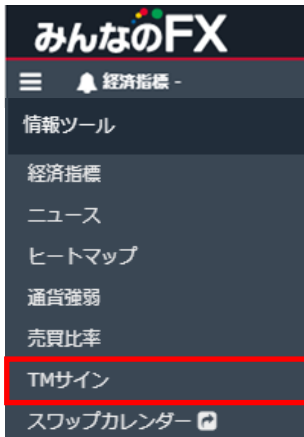 みんなのFX
経済指標 -
情報ツール
経済指標
ニュース
ヒートマップ
通貨強弱
売買比率
TMサイン
スワップカレンダー